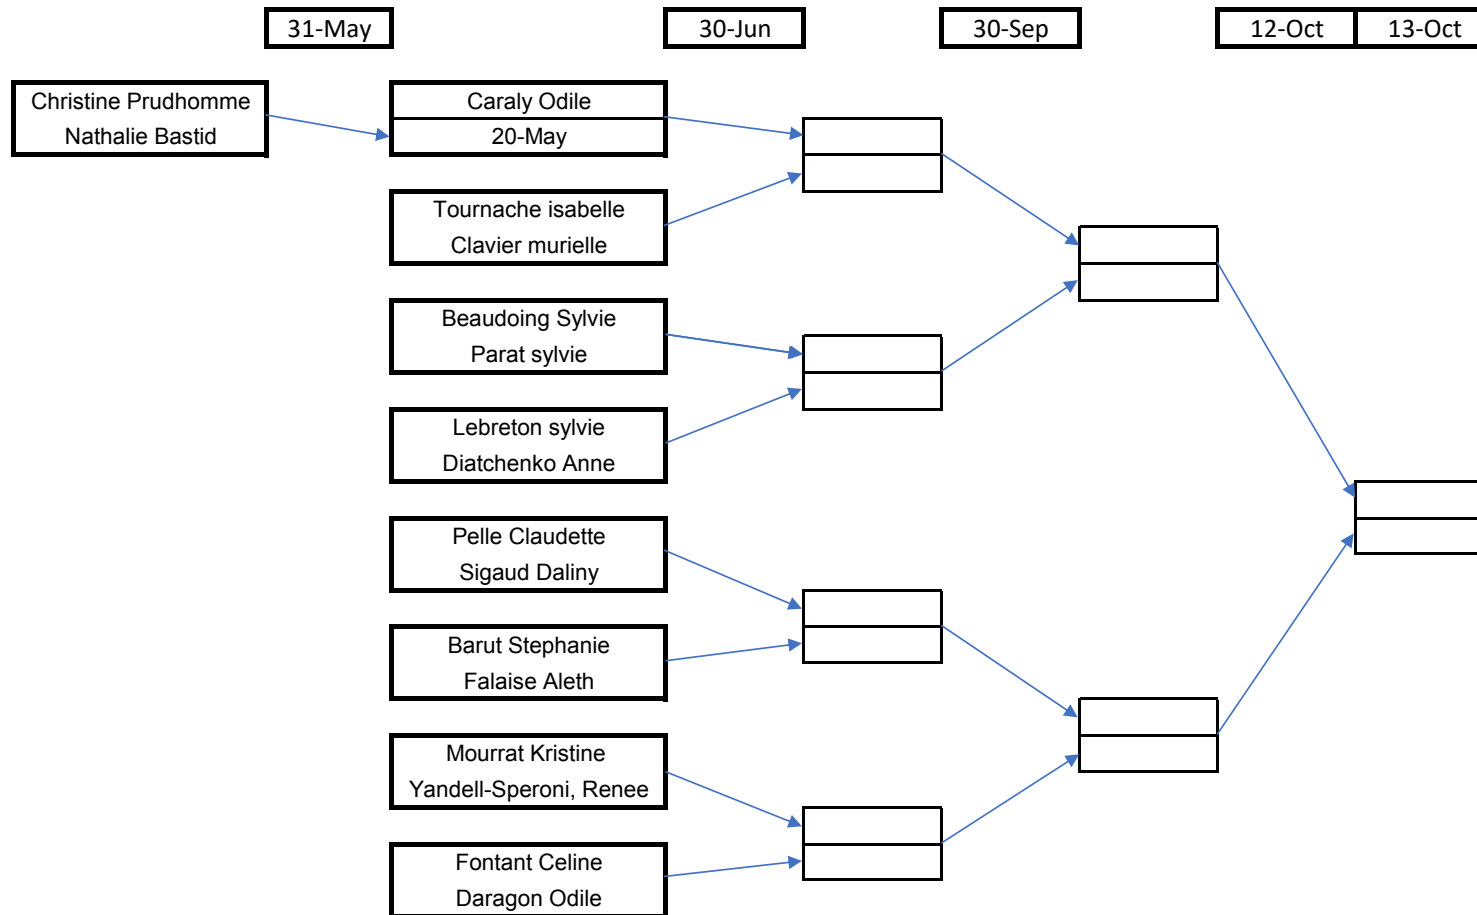 31-May
30-Jun
30-Sep
12-Oct
13-Oct
Christine Prudhomme
Nathalie Bastid
Caraly Odile
20-May
Tournache isabelle
Clavier murielle
Beaudoing Sylvie
Parat sylvie
Lebreton sylvie
Diatchenko Anne
Pelle Claudette
Sigaud Daliny
Barut Stephanie
Falaise Aleth
Mourrat Kristine
Yandell-Speroni, Renee
Fontant Celine
Daragon Odile